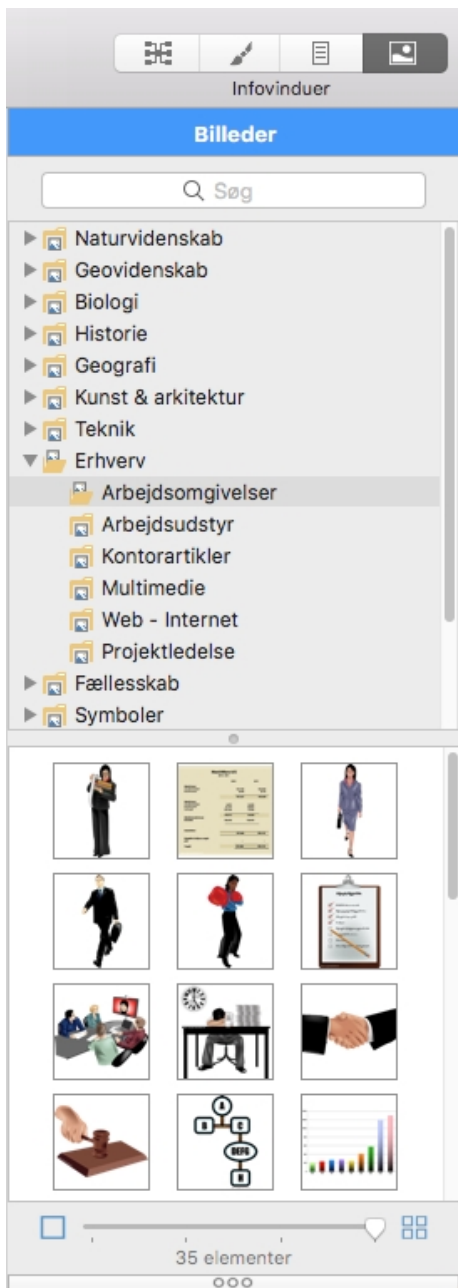 Infovinduer
Billeder
Søg
Naturvidenskab
Geovidenskab
Biologi
Historie
Geografi
Kunst & arkitektur
Teknik
Erhverv
Arbejdsomgivelser
Arbejdsudstyr
Kontorartikler
Multimedie
Web - Internet
Projektledelse
Fællesskab
Symboler
A
B C
DEFG
H
35 elementer